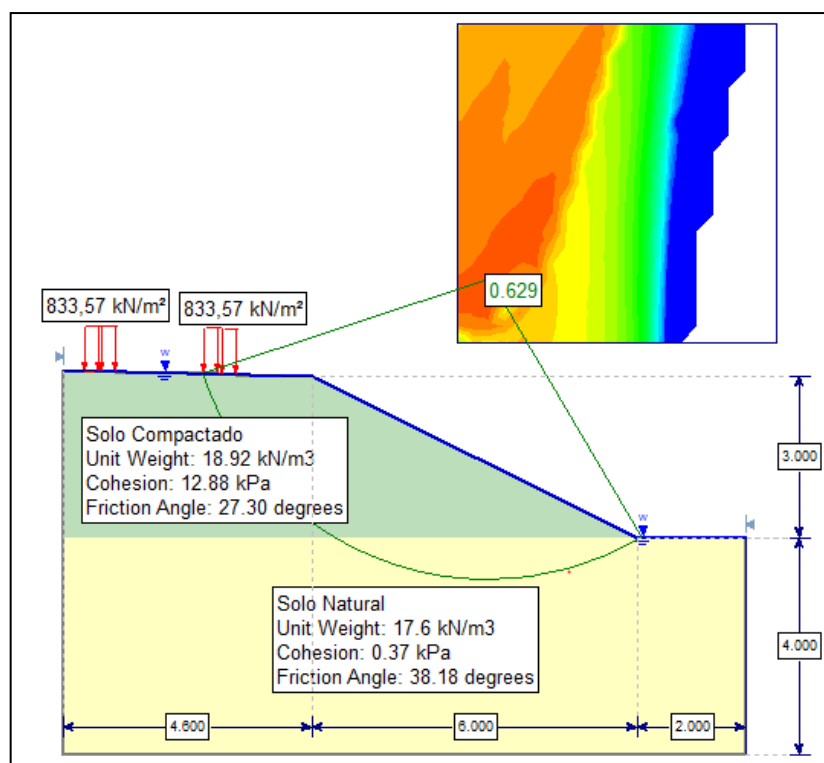 0.629
833,57 kN/m²
833,57 kN/m²
w
Solo Compactado
Unit Weight: 18.92 kN/m3
Cohesion: 12.88 kPa
Friction Angle: 27.30 degrees
3.000
w
Solo Natural
Unit Weight: 17.6 kN/m3
Cohesion: 0.37 kPa
Friction Angle: 38.18 degrees
4.000
4.600
6.000
2.000